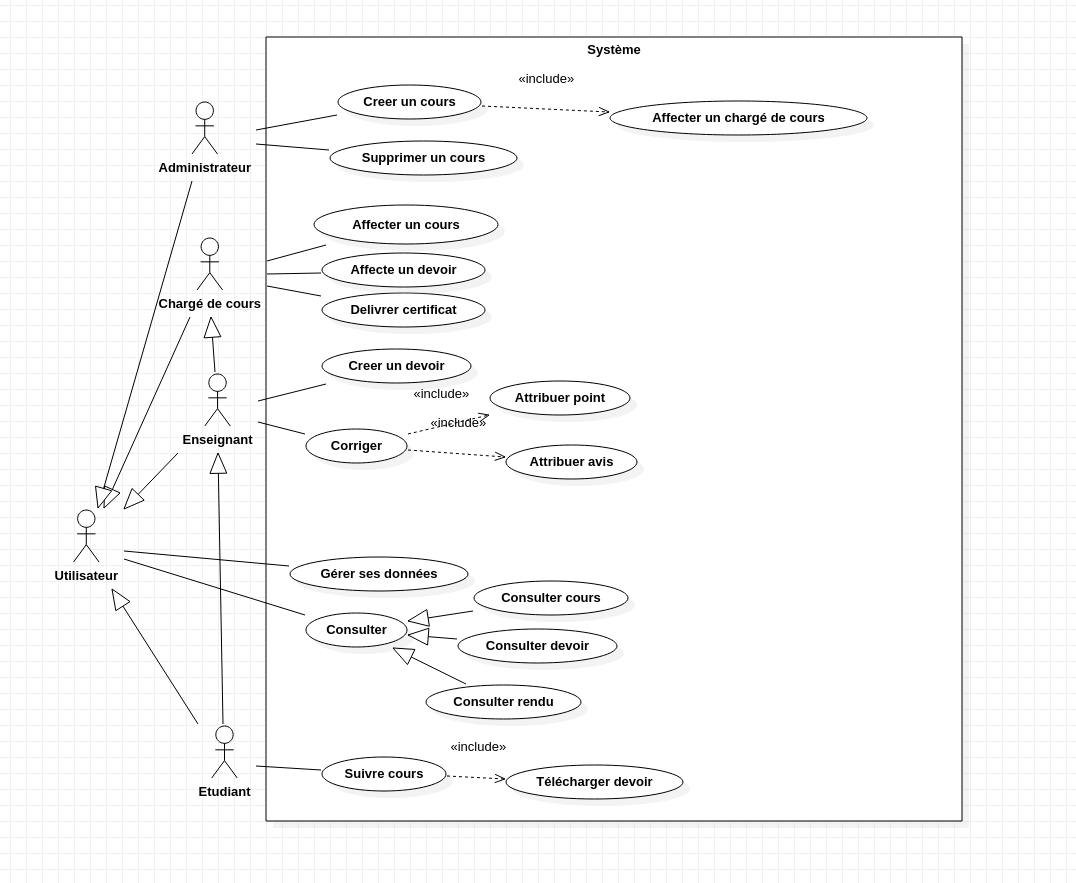 Système
«include»
Creer un cours
Affecter un chargé de cours
Supprimer un cours
Administrateur
Affecter un cours
Affecte un devoir
Chargé de cours
Delivrer certificat
Creer un devoir
«include»
Attribuer point
«include»
Enseignant
Corriger
Attribuer avis
Utilisateur
Gérer ses données
Consulter cours
Consulter
Consulter devoir
Consulter rendu
«include»
Suivre cours
Télécharger devoir
Etudiant